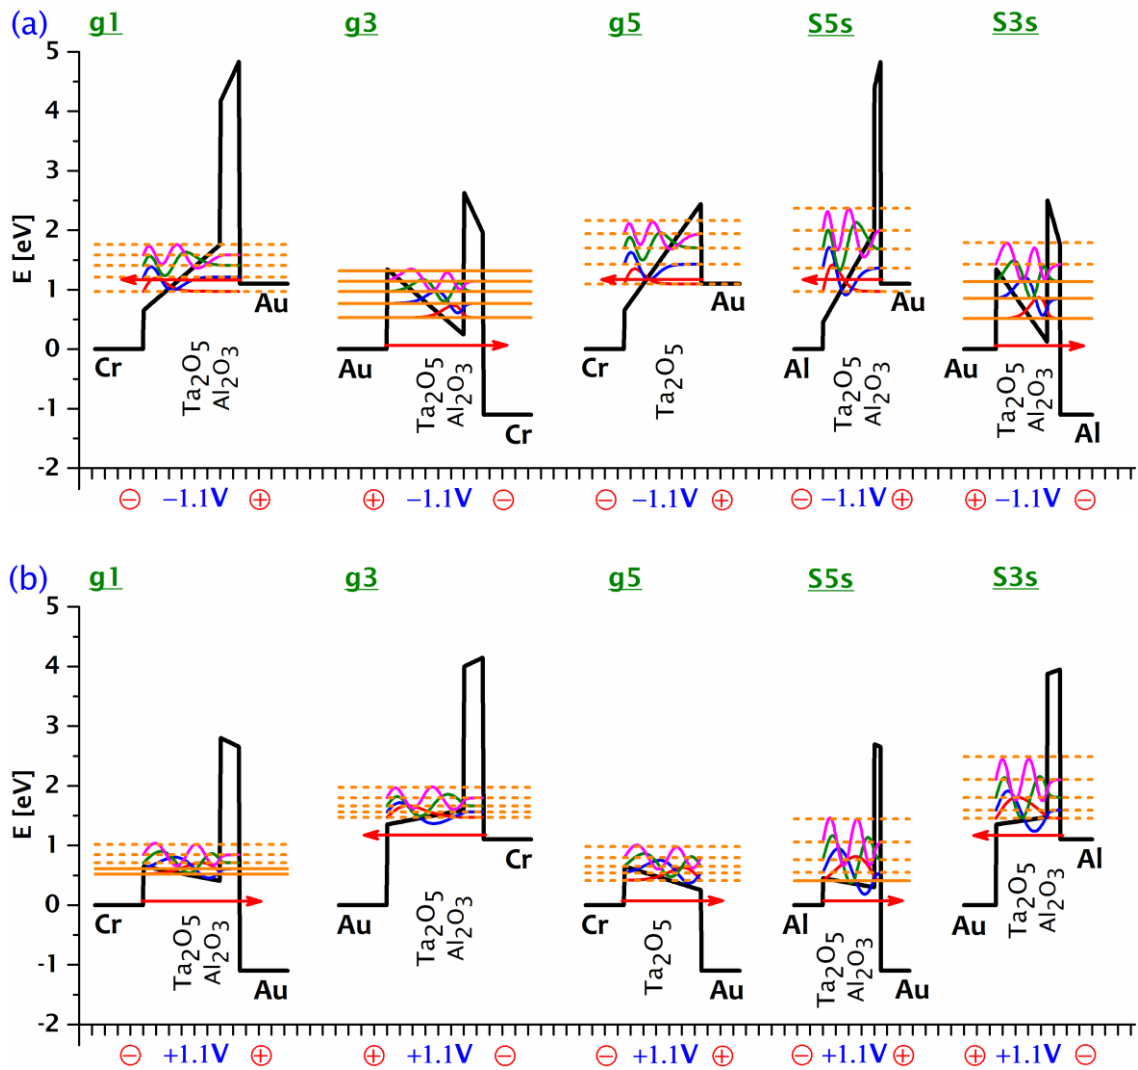 (a) g1 g3 g5 S5s S3s
5
4
3
2
1
0
-1
-2
E [eV]
Cr Ta₂O₅ Al₂O₃ Au
Au Ta₂O₅ Al₂O₃ Cr
Cr Ta₂O₅ Au
Al Ta₂O₅ Al₂O₃ Au
Au Ta₂O₅ Al₂O₃ Al
⊖ −1.1V ⊕ ⊕ −1.1V ⊖ ⊖ −1.1V ⊕ ⊖ −1.1V ⊕ ⊕ −1.1V ⊖
(b) g1 g3 g5 S5s S3s
5
4
3
2
1
0
-1
-2
E [eV]
Cr Ta₂O₅ Al₂O₃ Au
Au Ta₂O₅ Al₂O₃ Cr
Cr Ta₂O₅ Au
Al Ta₂O₅ Al₂O₃ Au
Au Ta₂O₅ Al₂O₃ Al
⊖ +1.1V ⊕ ⊕ +1.1V ⊖ ⊖ +1.1V ⊕ ⊖ +1.1V ⊕ ⊕ +1.1V ⊖